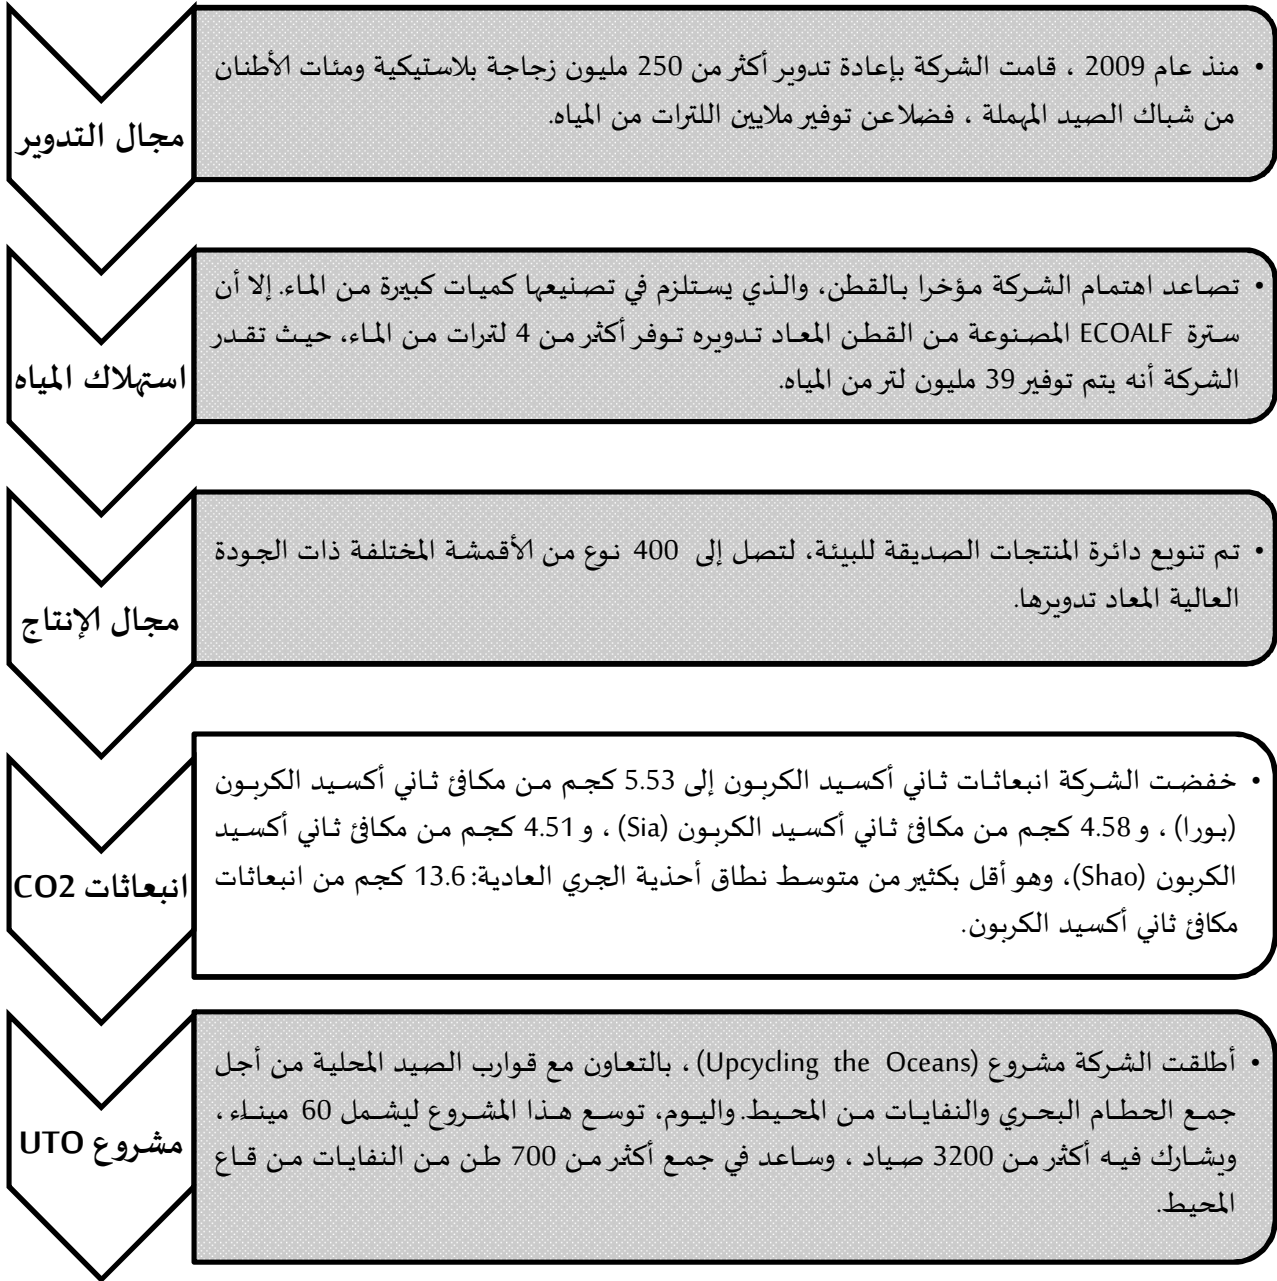 مجال التدوير
• منذ عام 2009 ، قامت الشركة بإعادة تدوير أكثر من 250 مليون زجاجة بلاستيكية ومئات الأطنان
من شباك الصيد المهملة ، فضلا عن توفير ملايين اللترات من المياه.
استهلاك المياه
• تصاعد اهتمام الشركة مؤخرا بالقطن، والذي يستلزم في تصنيعها كميات كبيرة من الماء. إلا أن
سترة ECOALF المصنوعة من القطن المعاد تدويره توفر أكثر من 4 لترات من الماء، حيث تقدر
الشركة أنه يتم توفير 39 مليون لتر من المياه.
مجال الإنتاج
• تم تنويع دائرة المنتجات الصديقة للبيئة، لتصل إلى 400 نوع من الأقمشة المختلفة ذات الجودة
العالية المعاد تدويرها.
انبعاثات CO2
• خفضت الشركة انبعاثات ثاني أكسيد الكربون إلى 5.53 كجم من مكافئ ثاني أكسيد الكربون
(بورا) ، و 4.58 كجم من مكافئ ثاني أكسيد الكربون (Sia) ، و 4.51 كجم من مكافئ ثاني أكسيد
الكربون (Shao)، وهو أقل بكثير من متوسط نطاق أحذية الجري العادية: 13.6 كجم من انبعاثات
مكافئ ثاني أكسيد الكربون.
مشروع UTO
• أطلقت الشركة مشروع (Upcycling the Oceans) ، بالتعاون مع قوارب الصيد المحلية من أجل
جمع الحطام البحري والنفايات من المحيط. واليوم، توسع هذا المشروع ليشمل 60 ميناء ،
ويشارك فيه أكثر من 3200 صياد ، وساعد في جمع أكثر من 700 طن من النفايات من قاع
المحيط.